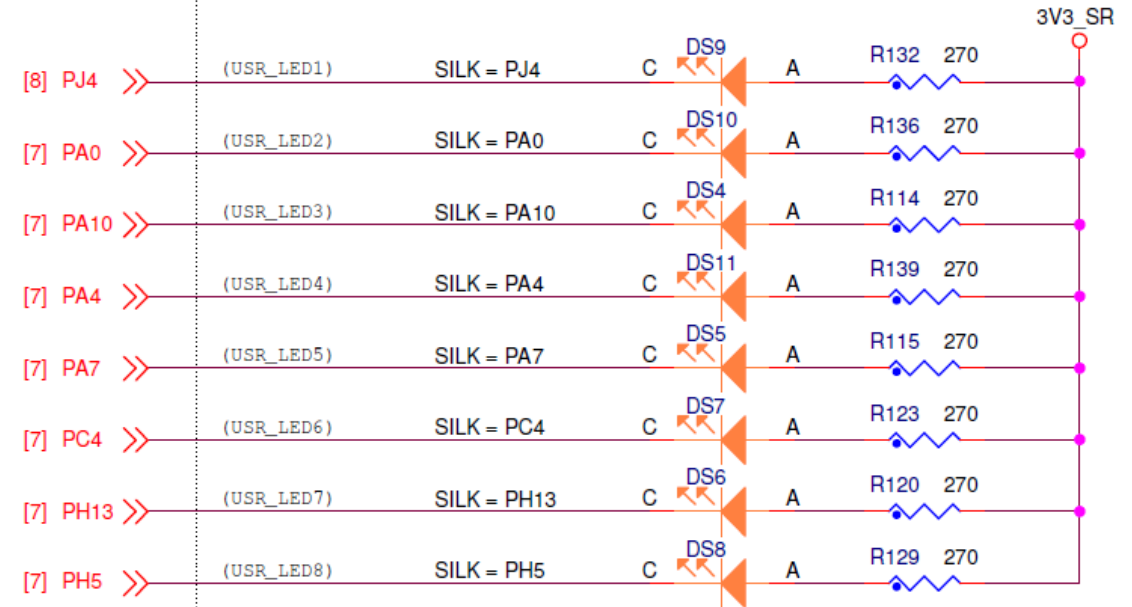 3V3_SR
[8] PJ4 (USR_LED1) SILK = PJ4 C DS9 A R132 270
[7] PA0 (USR_LED2) SILK = PA0 C DS10 A R136 270
[7] PA10 (USR_LED3) SILK = PA10 C DS4 A R114 270
[7] PA4 (USR_LED4) SILK = PA4 C DS11 A R139 270
[7] PA7 (USR_LED5) SILK = PA7 C DS5 A R115 270
[7] PC4 (USR_LED6) SILK = PC4 C DS7 A R123 270
[7] PH13 (USR_LED7) SILK = PH13 C DS6 A R120 270
[7] PH5 (USR_LED8) SILK = PH5 C DS8 A R129 270